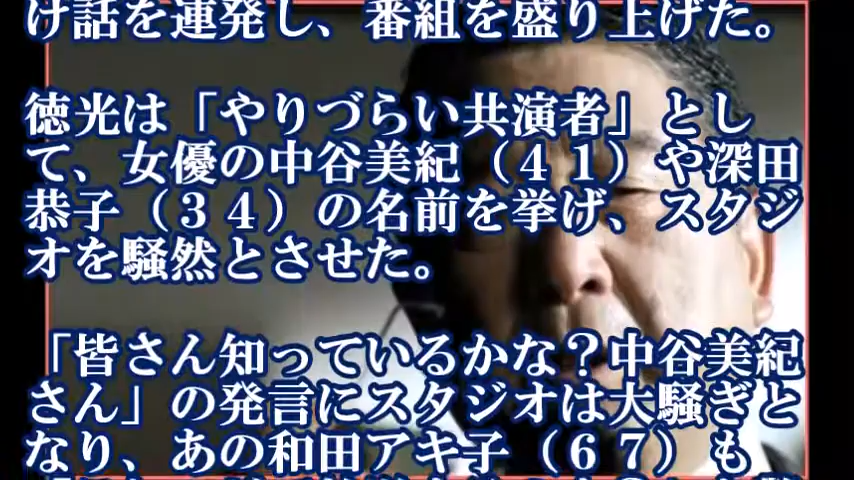 け話を連発し、番組を盛り上げた。
徳光は「やりづらい共演者」とし
て、女優の中谷美紀（４１）や深田
恭子（３４）の名前を挙げ、スタジ
オを騒然とさせた。
「皆さん知っているかな？中谷美紀
さん」の発言にスタジオは大騒ぎと
なり、あの和田アキ子（６７）も